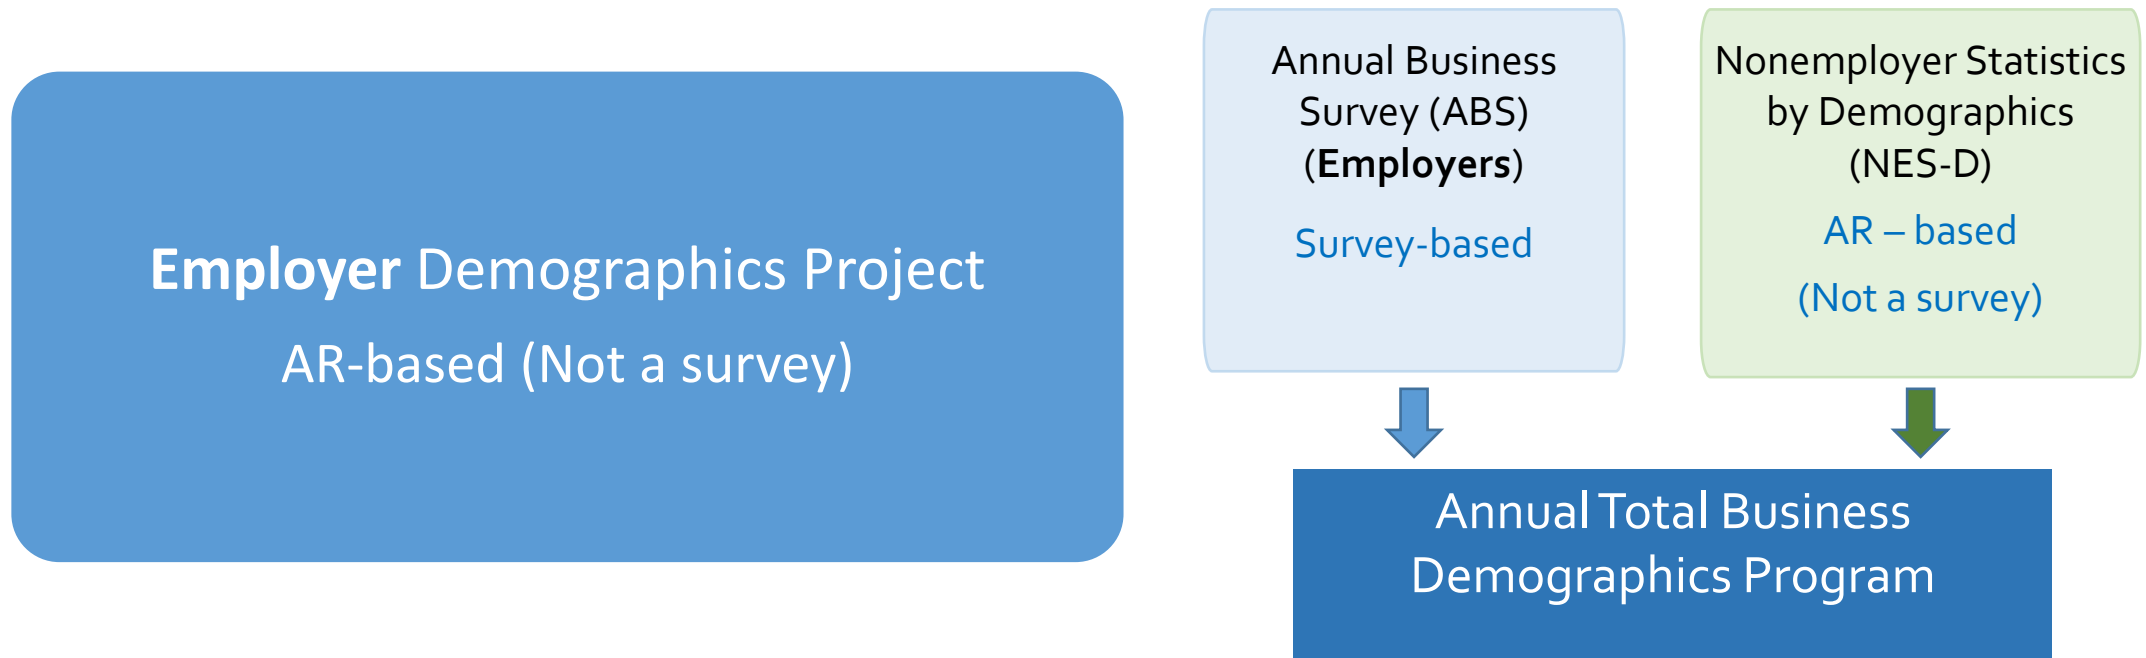 Employer Demographics Project
AR-based (Not a survey)
Annual Business
Survey (ABS)
(Employers)
Survey-based
Nonemployer Statistics
by Demographics
(NES-D)
AR – based
(Not a survey)
Annual Total Business
Demographics Program